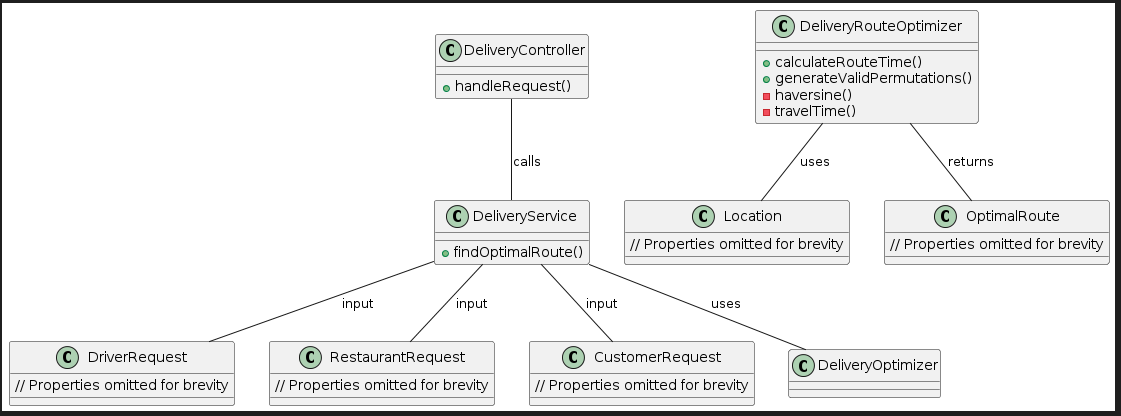 C DeliveryRouteOptimizer
calculateRouteTime()
generateValidPermutations()
haversine()
travelTime()
C DeliveryController
handleRequest()
calls
uses
returns
C DeliveryService
findOptimalRoute()
C Location
// Properties omitted for brevity
C OptimalRoute
// Properties omitted for brevity
input
input
input
uses
C DriverRequest
// Properties omitted for brevity
C RestaurantRequest
// Properties omitted for brevity
C CustomerRequest
// Properties omitted for brevity
C DeliveryOptimizer